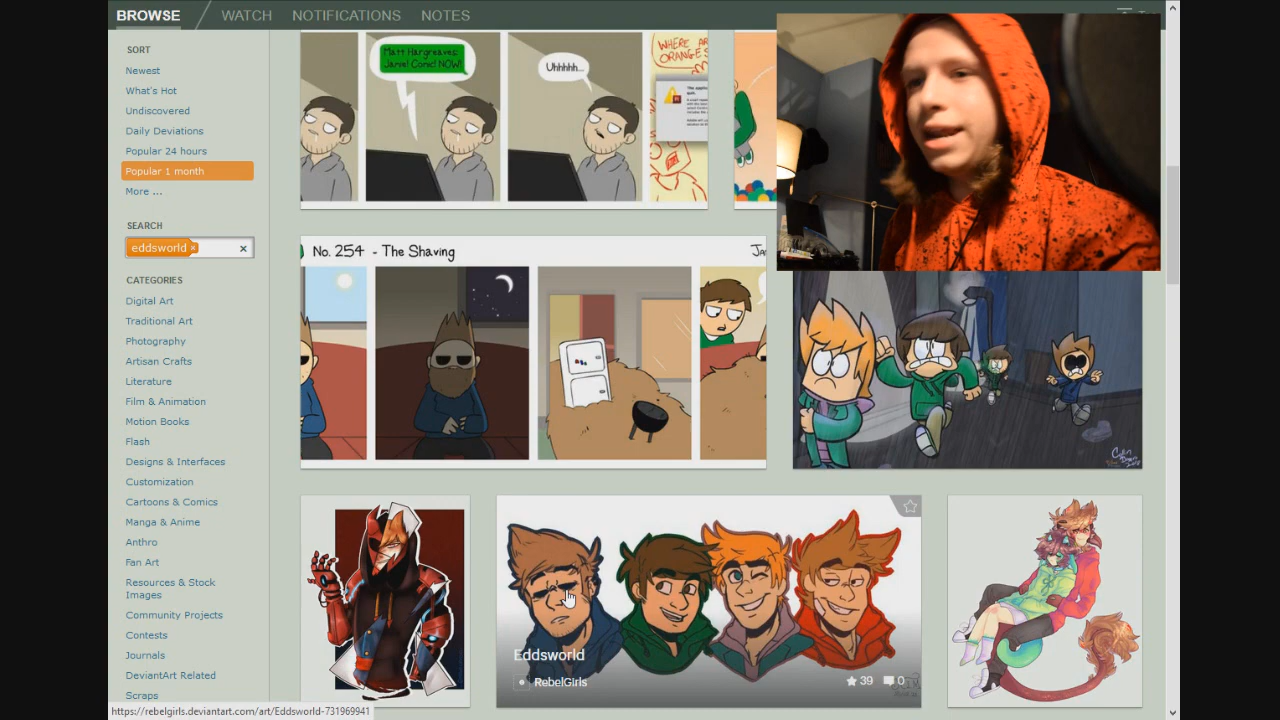 BROWSE WATCH NOTIFICATIONS NOTES
SORT
Newest
What's Hot
Undiscovered
Daily Deviations
Popular 24 hours
Popular 1 month
More ...
SEARCH
eddsworld × ×
CATEGORIES
Digital Art
Traditional Art
Photography
Artisan Crafts
Literature
Film & Animation
Motion Books
Flash
Designs & Interfaces
Customization
Cartoons & Comics
Manga & Anime
Anthro
Fan Art
Resources & Stock
Images
Community Projects
Contests
Journals
DeviantArt Related
Scraps
https://rebelgirls.deviantart.com/art/Eddsworld-731969941
Matt Hargreaves:
Jamel Comic! NOW!
Uhhhhh...
WHERE AR
ORANGES
No. 254 - The Shaving
Eddsworld
RebelGirls
39 0